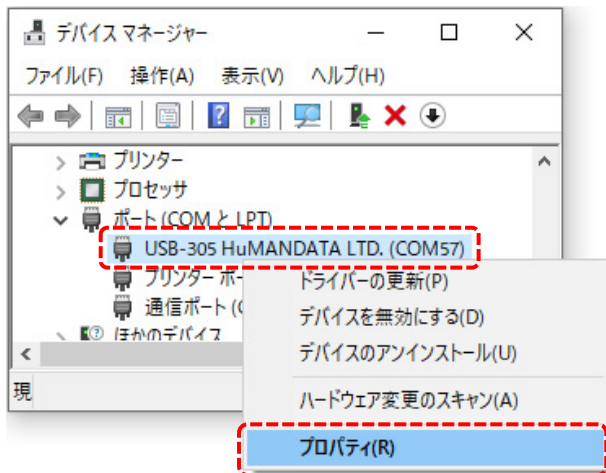 デバイス マネージャー
ファイル(F) 操作(A) 表示(V) ヘルプ(H)
プリンター
プロセッサ
ポート (COM と LPT)
USB-305 HuMANDATA LTD. (COM57)
プリンター ポー
ドライバーの更新(P)
通信ポート (C
デバイスを無効にする(D)
ほかのデバイス
デバイスのアンインストール(U)
現
ハードウェア変更のスキャン(A)
プロパティ(R)